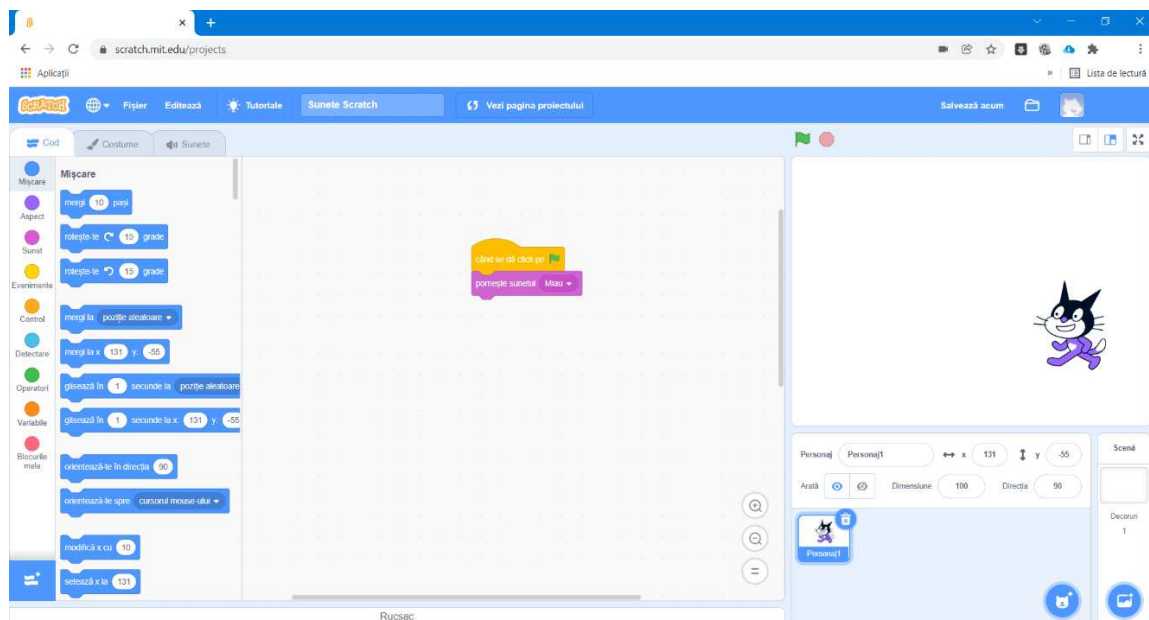 scratch.mit.edu/projects
Aplicații
Lista de lectură
SCRATCH
Fișier
Editează
Tutoriale
Sunete Scratch
Vezi pagina proiectului
Salvează acum
Cod
Costume
Sunete
Mișcare
Aspect
Sunet
Evenimente
Control
Detectare
Operatori
Variabile
Blocurile
mele
Mișcare
mergi 10 pași
rotește-te 15 grade
rotește-te 15 grade
mergi la poziție aleatoare
mergi la x 131 y: -55
glisează în 1 secunde la poziție aleatoare
glisează în 1 secunde la x: 131 y: -55
orientează-te în direcția 90
orientează-te spre cursorul mouse-ului
modifică x cu 10
setează x la 131
când se dă click pe
pornește sunetul Miau
Rucsac
Personaj Personaj1 x 131 y -55
Arată Dimensiune 100 Direcția 90
Personaj1
Scenă
Decoruri
1